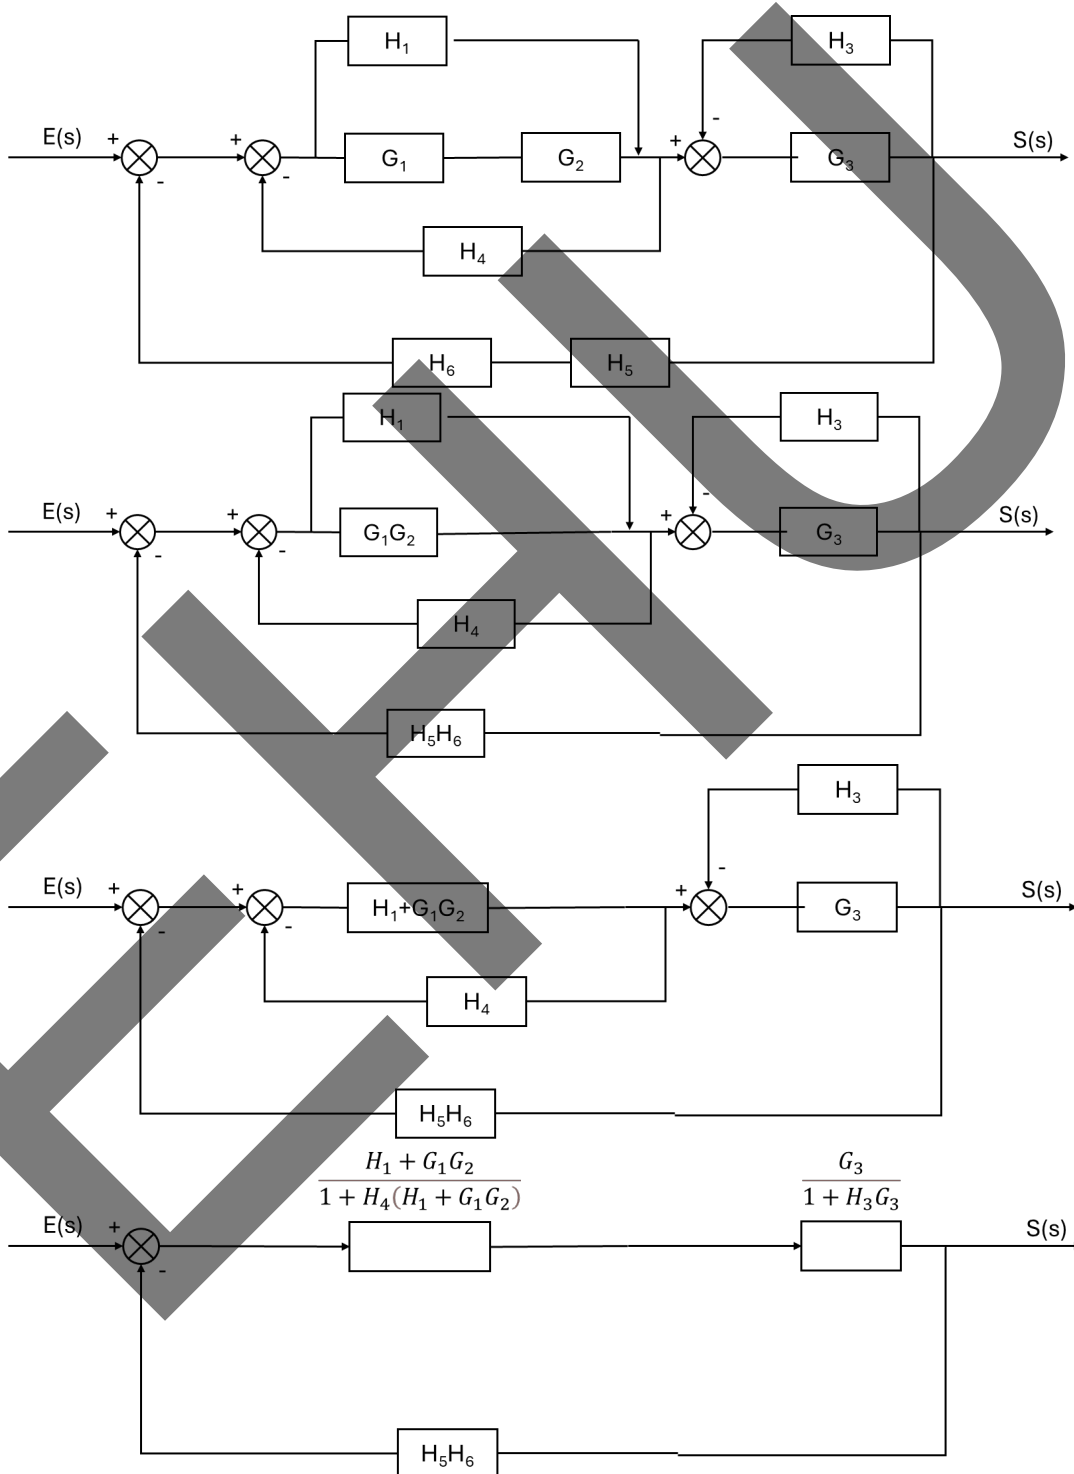 H₁ H₃
E(s) + + - G₁ G₂ + - G₃ S(s)
- H₄
H₆ H₅
H₁ H₃
E(s) + + - G₁G₂ + - G₃ S(s)
- H₄
H₅H₆
H₃
E(s) + + - H₁+G₁G₂ + - G₃ S(s)
- H₄
H₅H₆
H₁ + G₁G₂ G₃
1 + H₄(H₁ + G₁G₂) 1 + H₃G₃
E(s) + S(s)
-
H₅H₆